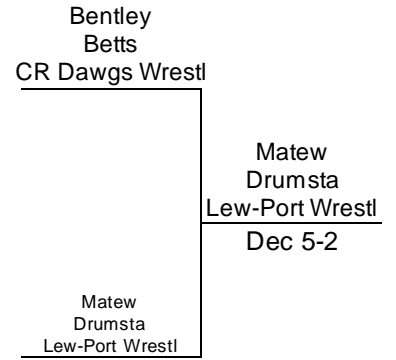 Bentley
Betts
CR Dawgs Wrestl
Matew
Drumsta
Lew-Port Wrestl
Dec 5-2
Matew
Drumsta
Lew-Port Wrestl